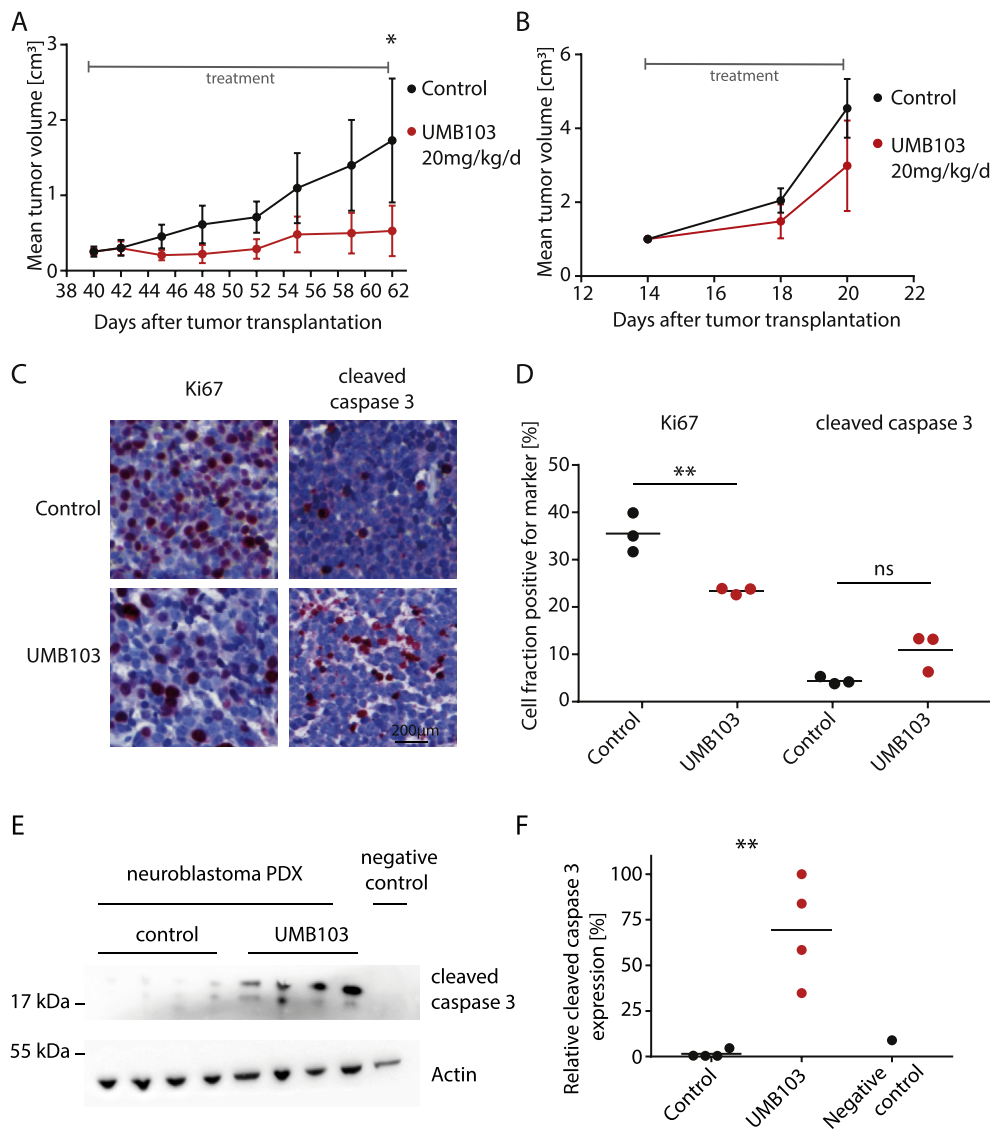 A
Mean tumor volume [cm³]
3
2
1
0
treatment
*
Control
UMB103
20mg/kg/d
38 40 42 44 46 48 50 52 54 56 58 60 62
Days after tumor transplantation
B
Mean tumor volume [cm³]
6
4
2
0
treatment
Control
UMB103
20mg/kg/d
12 14 16 18 20 22
Days after tumor transplantation
C
Ki67
cleaved
caspase 3
Control
UMB103
200µm
D
Ki67
cleaved caspase 3
Cell fraction positive for marker [%]
50
40
30
20
10
0
**
ns
Control
UMB103
Control
UMB103
E
neuroblastoma PDX
negative
control
control
UMB103
cleaved
caspase 3
17 kDa
55 kDa
Actin
F
**
Relative cleaved caspase 3
expression [%]
100
75
50
25
0
Control
UMB103
Negative
control